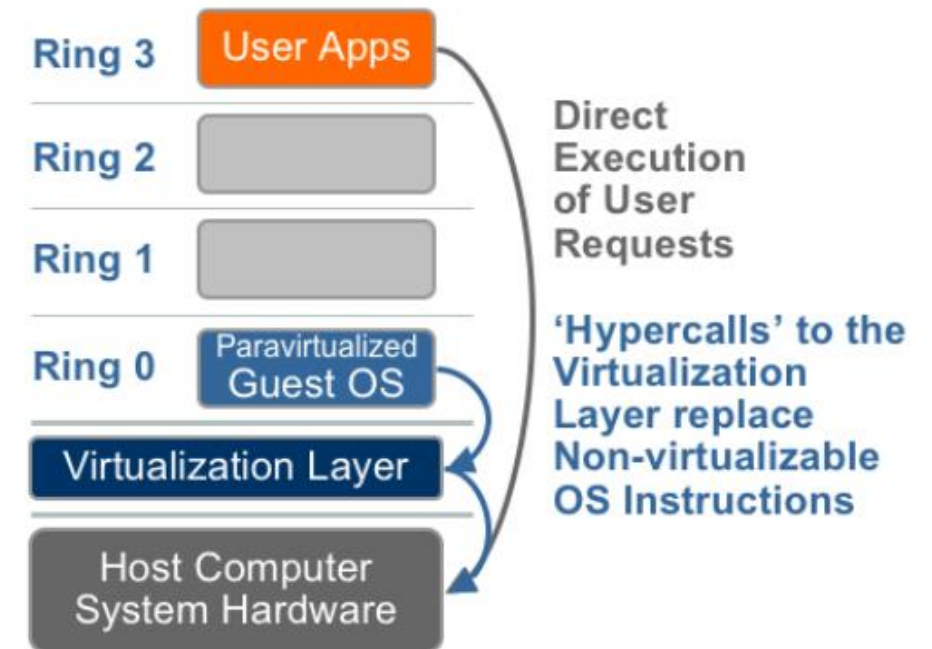 Ring 3
User Apps
Ring 2
Ring 1
Ring 0
Paravirtualized
Guest OS
Virtualization Layer
Host Computer
System Hardware
Direct
Execution
of User
Requests
‘Hypercalls’ to the
Virtualization
Layer replace
Non-virtualizable
OS Instructions